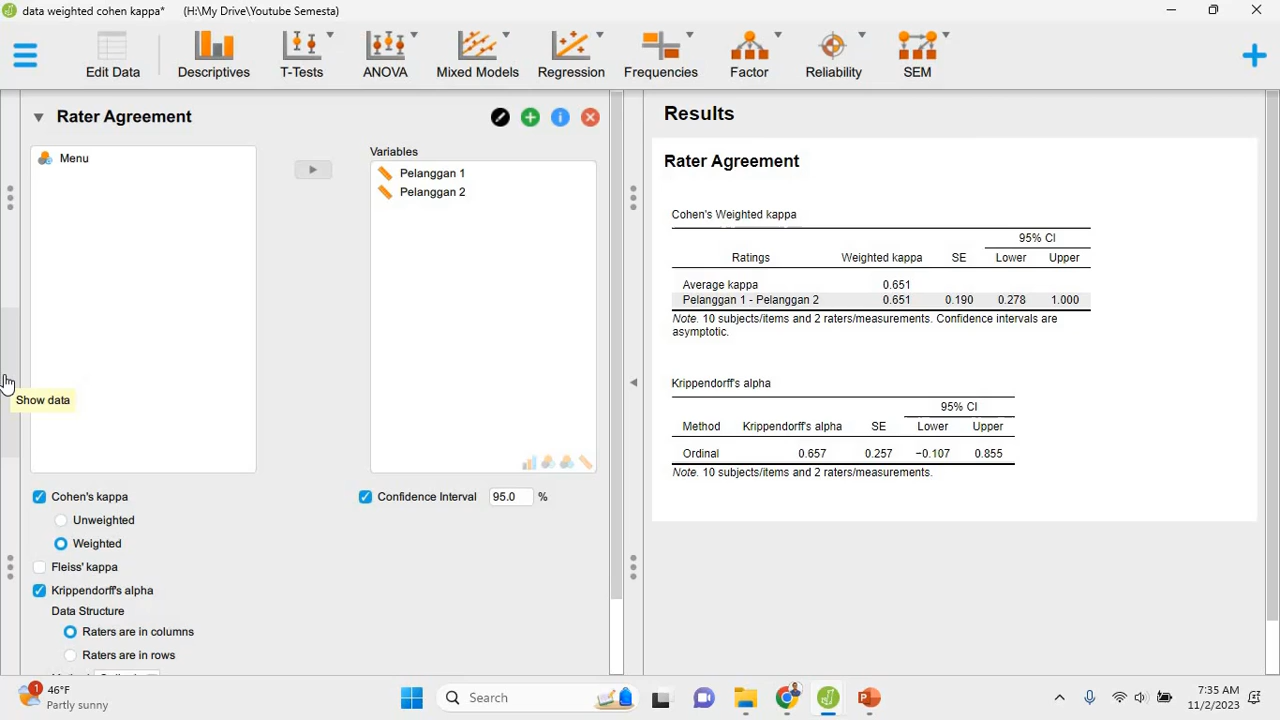 data weighted cohen kappa* (H:\My Drive\Youtube Semesta)
Edit Data
Descriptives
T-Tests
ANOVA
Mixed Models
Regression
Frequencies
Factor
Reliability
SEM
Rater Agreement
Menu
Variables
Pelanggan 1
Pelanggan 2
Show data
Cohen's kappa
Unweighted
Weighted
Fleiss' kappa
Krippendorff's alpha
Data Structure
Raters are in columns
Raters are in rows
Confidence Interval 95.0 %
Results
Rater Agreement
Cohen's Weighted kappa
95% CI
Ratings Weighted kappa SE Lower Upper
Average kappa 0.651
Pelanggan 1 - Pelanggan 2 0.651 0.190 0.278 1.000
Note. 10 subjects/items and 2 raters/measurements. Confidence intervals are
asymptotic.
Krippendorff's alpha
95% CI
Method Krippendorff's alpha SE Lower Upper
Ordinal 0.657 0.257 −0.107 0.855
Note. 10 subjects/items and 2 raters/measurements.
1
46°F
Partly sunny
Search
7:35 AM
11/2/2023